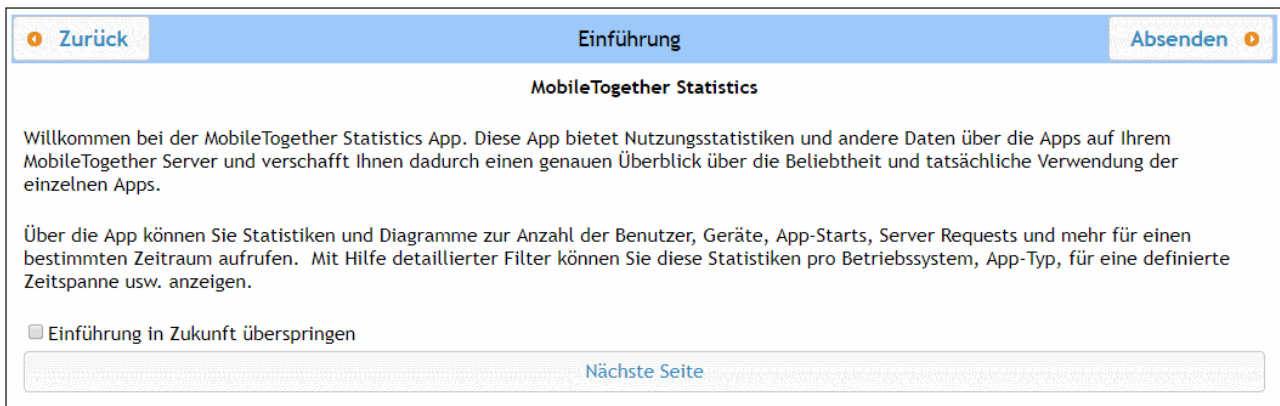 Zurück Einführung Absenden
MobileTogether Statistics
Willkommen bei der MobileTogether Statistics App. Diese App bietet Nutzungsstatistiken und andere Daten über die Apps auf Ihrem
MobileTogether Server und verschafft Ihnen dadurch einen genauen Überblick über die Beliebtheit und tatsächliche Verwendung der
einzelnen Apps.
Über die App können Sie Statistiken und Diagramme zur Anzahl der Benutzer, Geräte, App-Starts, Server Requests und mehr für einen
bestimmten Zeitraum aufrufen. Mit Hilfe detaillierter Filter können Sie diese Statistiken pro Betriebssystem, App-Typ, für eine definierte
Zeitspanne usw. anzeigen.
Einführung in Zukunft überspringen
Nächste Seite